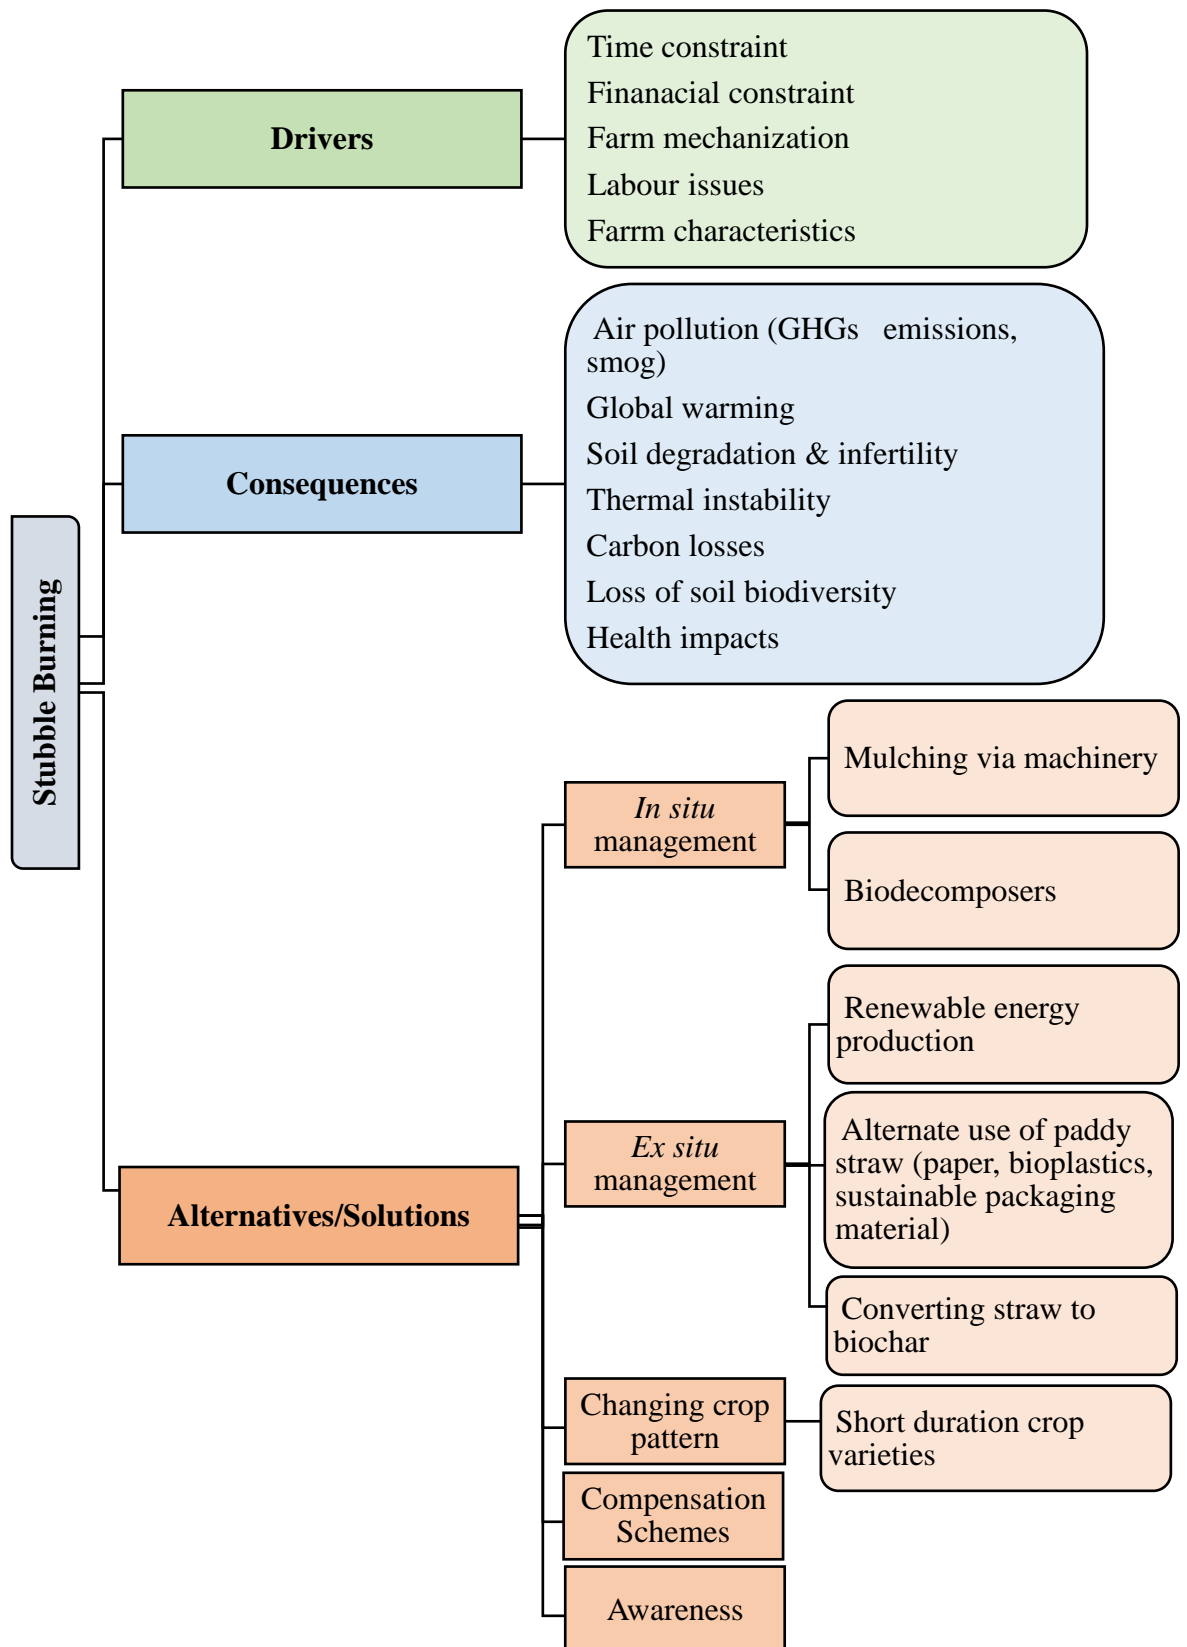 Stubble Burning
Drivers
Time constraint
Finanacial constraint
Farm mechanization
Labour issues
Farrm characteristics
Consequences
Air pollution (GHGs emissions,
smog)
Global warming
Soil degradation & infertility
Thermal instability
Carbon losses
Loss of soil biodiversity
Health impacts
Alternatives/Solutions
In situ
management
Mulching via machinery
Biodecomposers
Ex situ
management
Renewable energy
production
Alternate use of paddy
straw (paper, bioplastics,
sustainable packaging
material)
Converting straw to
biochar
Changing crop
pattern
Short duration crop
varieties
Compensation
Schemes
Awareness